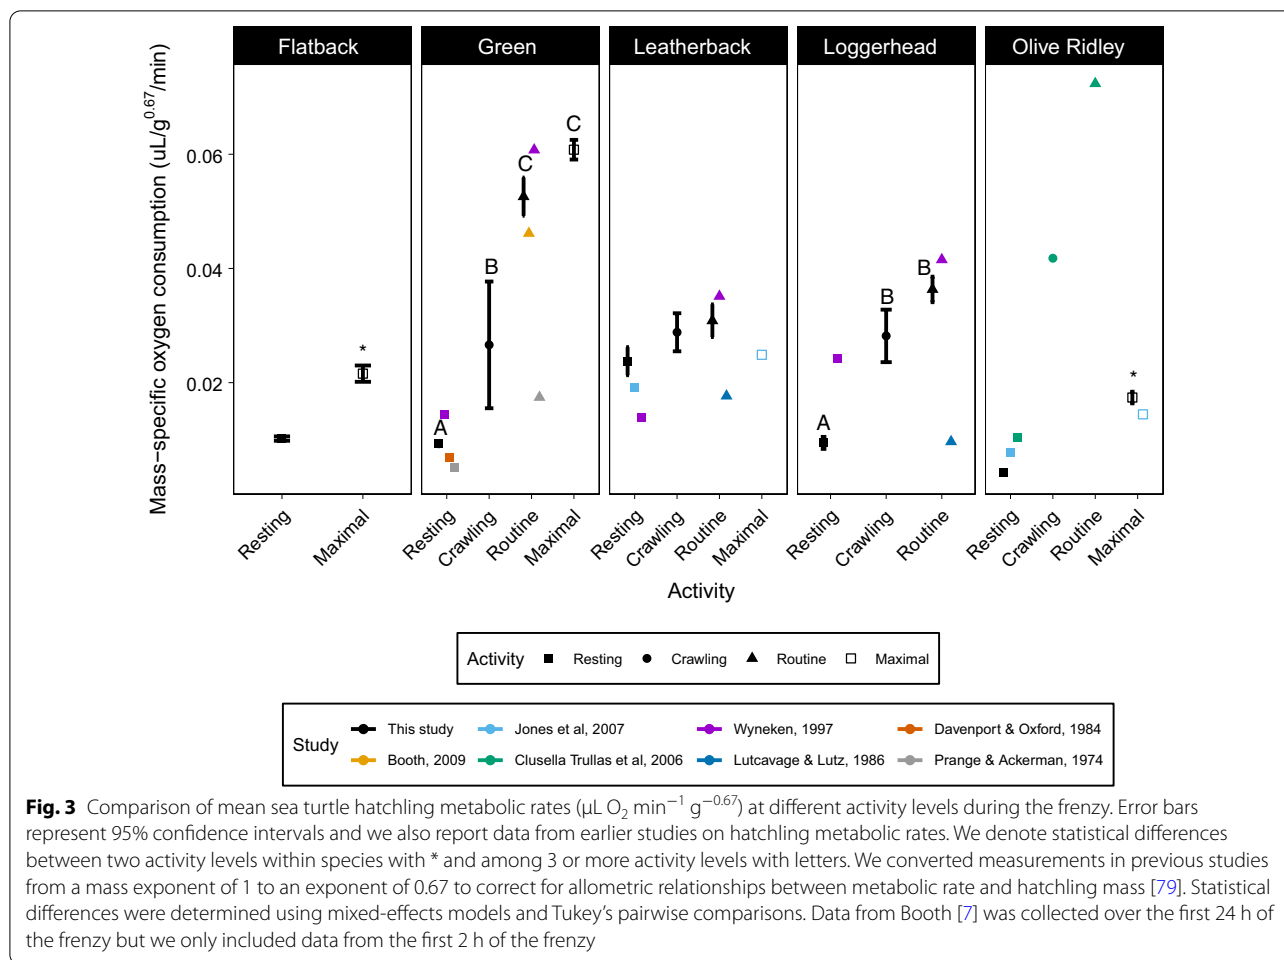 Flatback Green Leatherback Loggerhead Olive Ridley
Mass−specific oxygen consumption (uL/g^0.67/min)
0.06
0.04
0.02
*
A
B
C
C
A
B
B
*
Resting Maximal Resting Crawling Routine Maximal Resting Crawling Routine Maximal Resting Crawling Routine Resting Crawling Routine Maximal
Activity
Activity Resting Crawling Routine Maximal
Study
This study Jones et al, 2007 Wyneken, 1997 Davenport & Oxford, 1984
Booth, 2009 Clusella Trullas et al, 2006 Lutcavage & Lutz, 1986 Prange & Ackerman, 1974
Fig. 3 Comparison of mean sea turtle hatchling metabolic rates (µL O₂ min⁻¹ g⁻⁰·⁶⁷) at different activity levels during the frenzy. Error bars
represent 95% confidence intervals and we also report data from earlier studies on hatchling metabolic rates. We denote statistical differences
between two activity levels within species with * and among 3 or more activity levels with letters. We converted measurements in previous studies
from a mass exponent of 1 to an exponent of 0.67 to correct for allometric relationships between metabolic rate and hatchling mass [79]. Statistical
differences were determined using mixed-effects models and Tukey's pairwise comparisons. Data from Booth [7] was collected over the first 24 h of
the frenzy but we only included data from the first 2 h of the frenzy